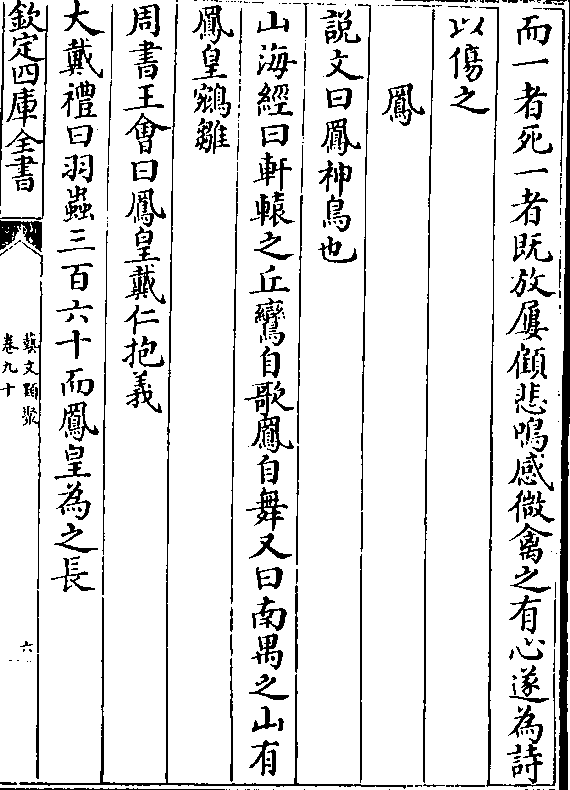 而一者死一者既放屢顧悲鳴感微禽之有心遂為詩
以傷之
鳳
説文曰鳳神鳥也
山海經曰軒轅之丘鸞自歌鳳自舞又曰南禺之山有
鳳皇鵷雛
周書王會曰鳳皇戴仁抱義
大戴禮曰羽蟲三百六十而鳳皇為之長
欽定四庫全書
藝文類聚
卷九十
六